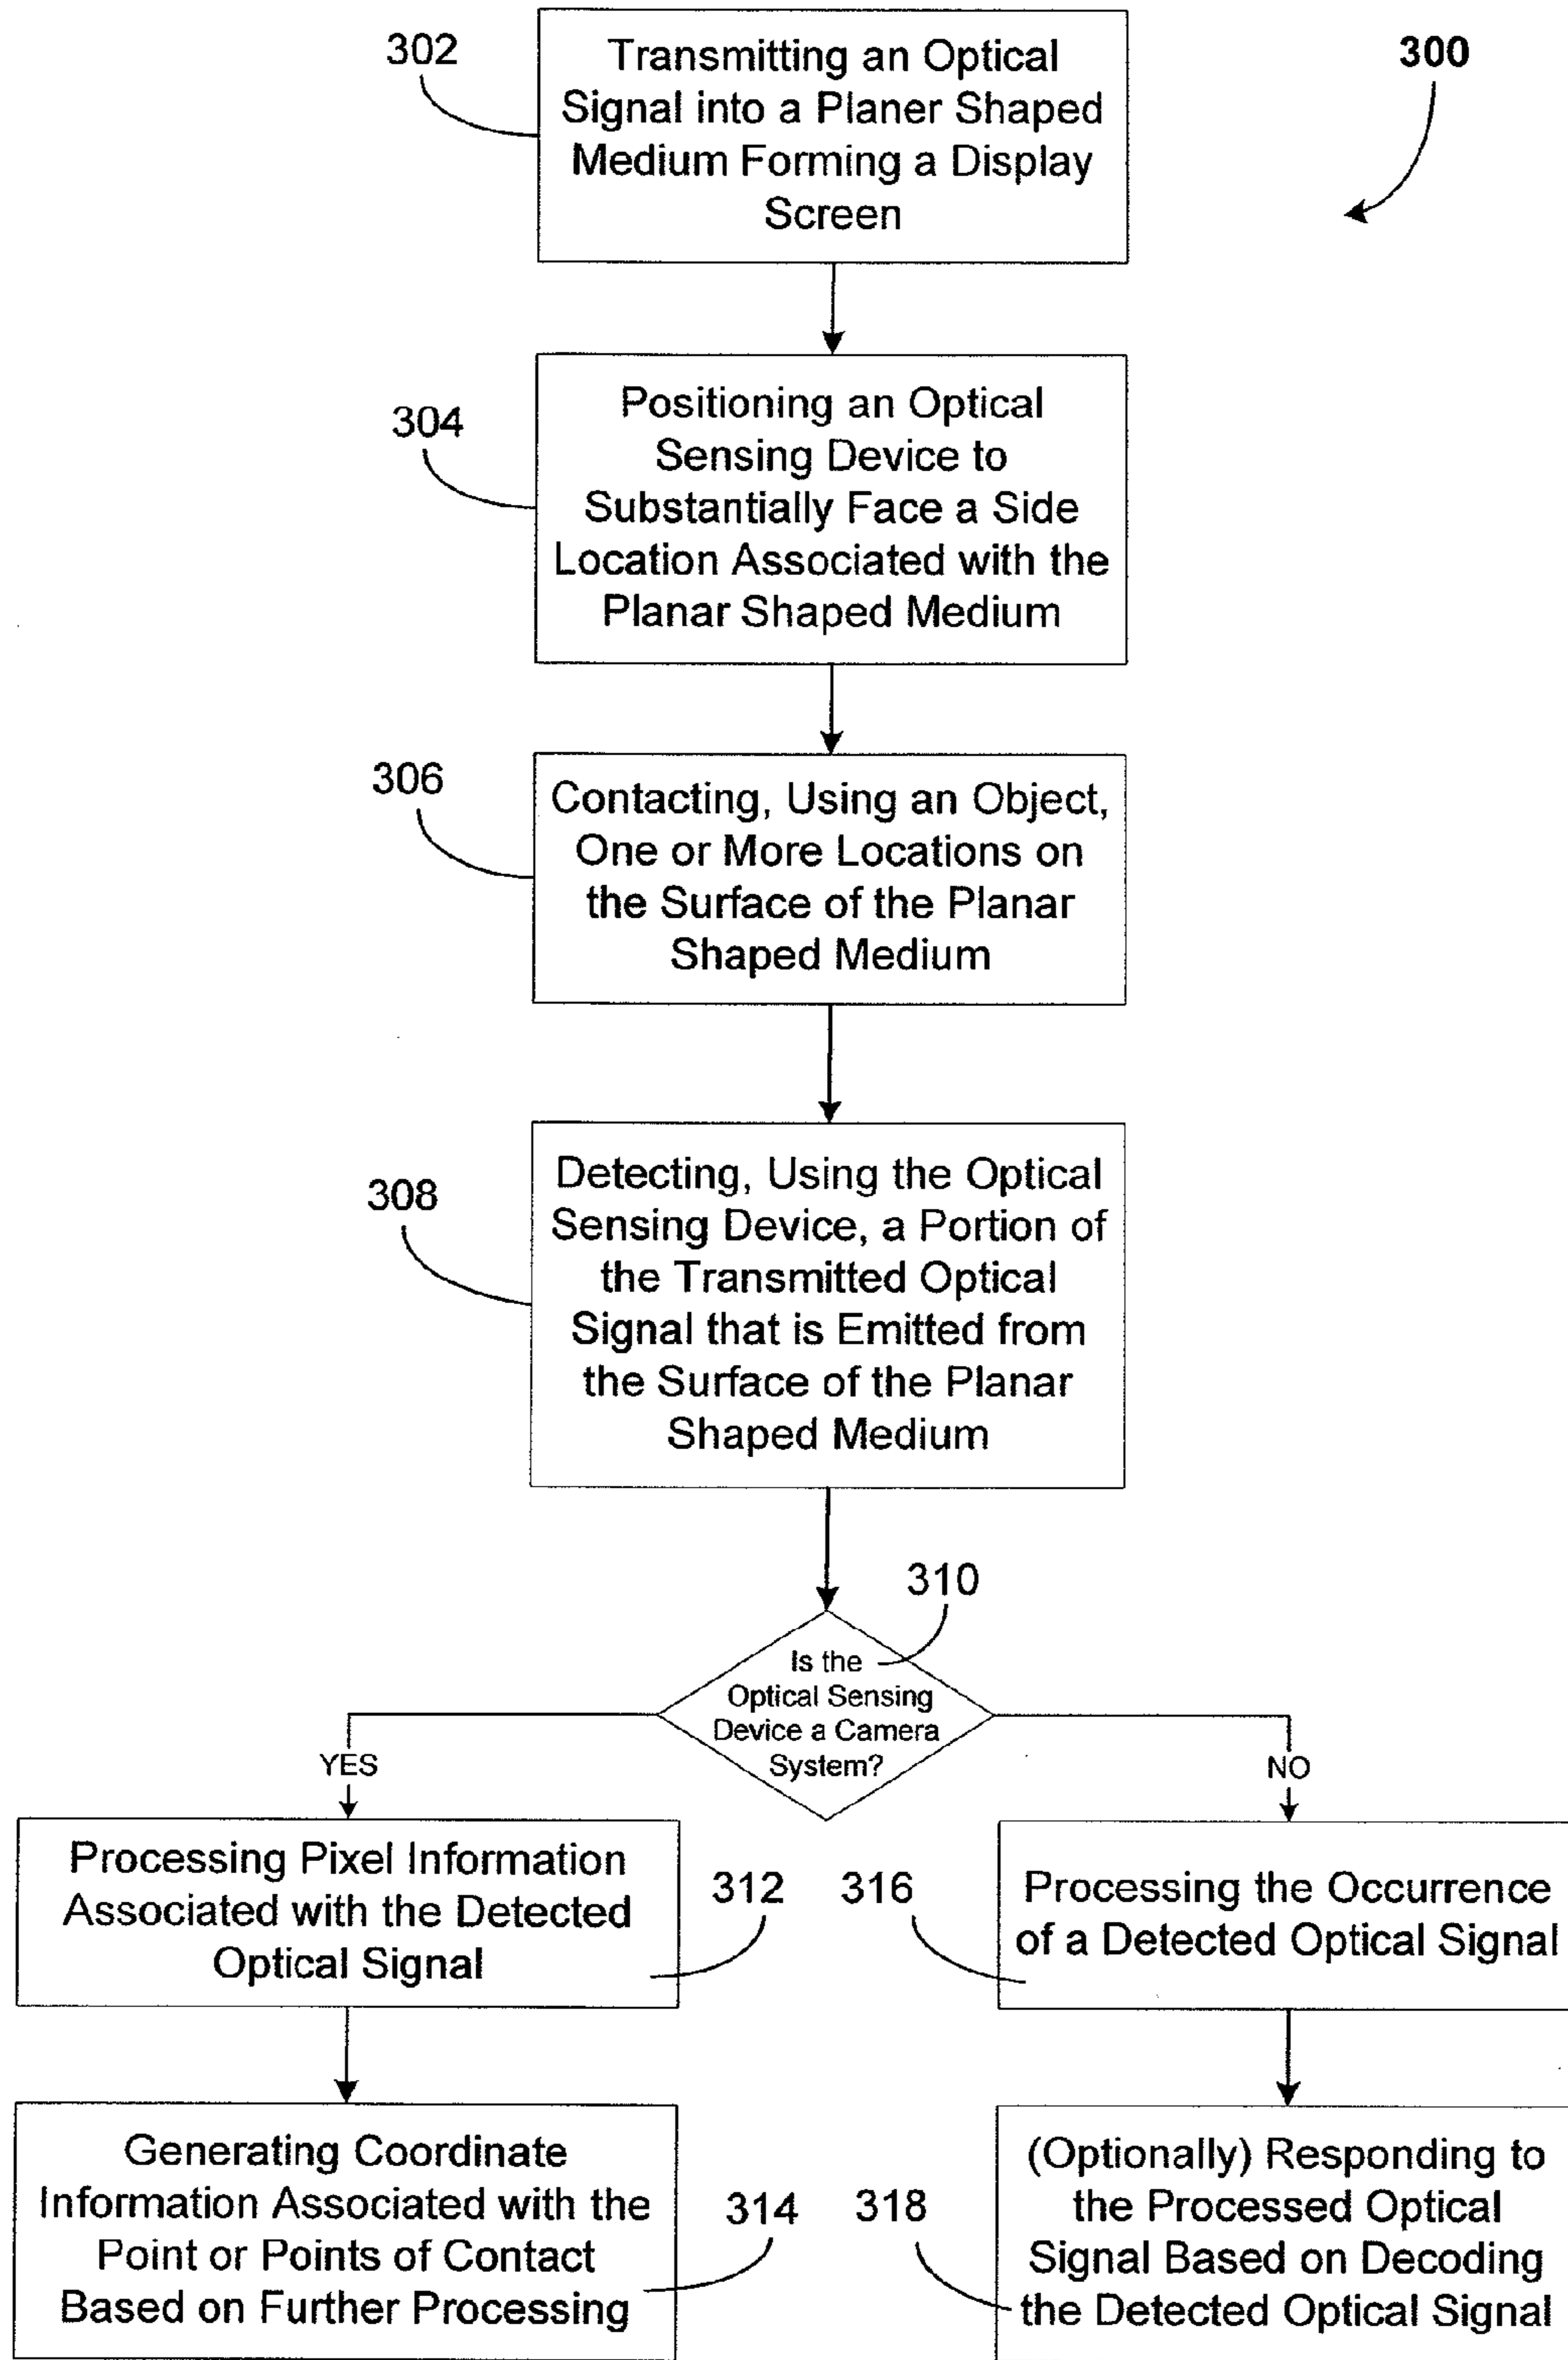 302
Transmitting an Optical
Signal into a Planer Shaped
Medium Forming a Display
Screen
300
304
Positioning an Optical
Sensing Device to
Substantially Face a Side
Location Associated with the
Planar Shaped Medium
306
Contacting, Using an Object,
One or More Locations on
the Surface of the Planar
Shaped Medium
308
Detecting, Using the Optical
Sensing Device, a Portion of
the Transmitted Optical
Signal that is Emitted from
the Surface of the Planar
Shaped Medium
310
Is the
Optical Sensing
Device a Camera
System?
YES
NO
Processing Pixel Information
Associated with the Detected
Optical Signal
312
316
Processing the Occurrence
of a Detected Optical Signal
Generating Coordinate
Information Associated with the
Point or Points of Contact
Based on Further Processing
314
318
(Optionally) Responding to
the Processed Optical
Signal Based on Decoding
the Detected Optical Signal